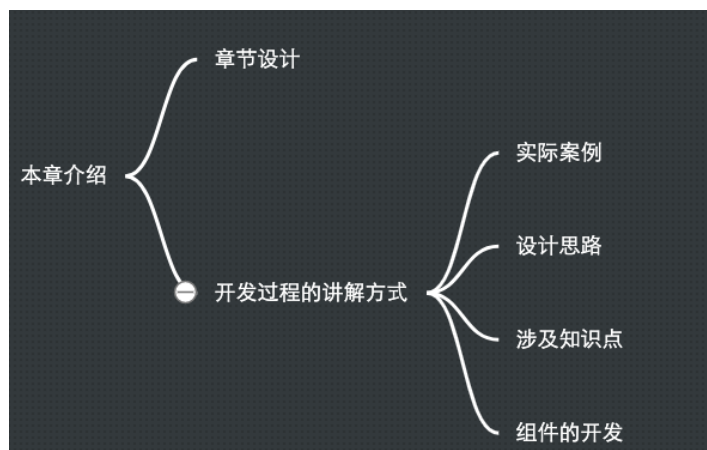 本章介绍
章节设计
开发过程的讲解方式
实际案例
设计思路
涉及知识点
组件的开发